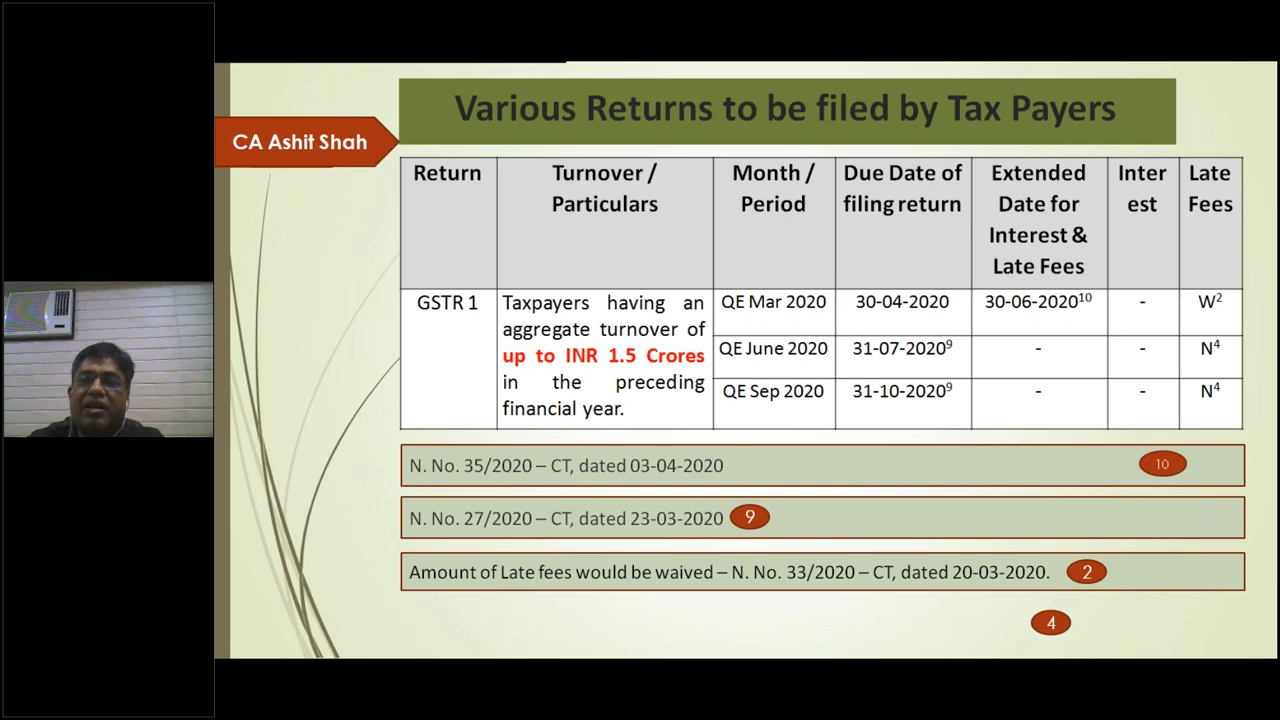 Various Returns to be filed by Tax Payers
CA Ashit Shah
Return Turnover / Particulars Month / Period Due Date of filing return Extended Date for Interest & Late Fees Inter est Late Fees
GSTR 1 Taxpayers having an aggregate turnover of up to INR 1.5 Crores in the preceding financial year. QE Mar 2020 30-04-2020 30-06-2020¹⁰ - W²
QE June 2020 31-07-2020⁹ - - N⁴
QE Sep 2020 31-10-2020⁹ - - N⁴
N. No. 35/2020 – CT, dated 03-04-2020 10
N. No. 27/2020 – CT, dated 23-03-2020 9
Amount of Late fees would be waived – N. No. 33/2020 – CT, dated 20-03-2020. 2
4